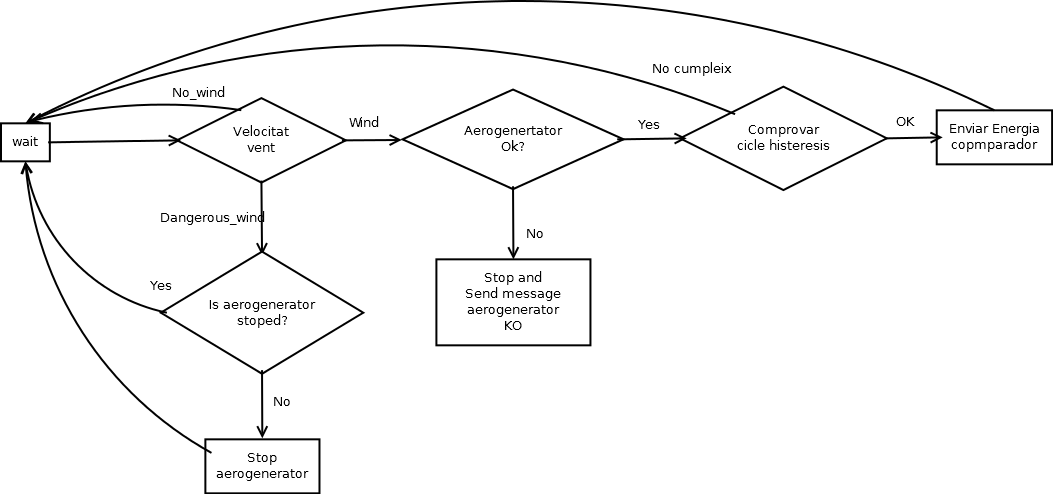 No cumpleix
No_wind
wait
Velocitat
vent
Wind
Aerogenertator
Ok?
Yes
Comprovar
cicle histeresis
OK
Enviar Energia
copmparador
Dangerous_wind
No
Yes
Is aerogenerator
stoped?
Stop and
Send message
aerogenerator
KO
No
Stop
aerogenerator